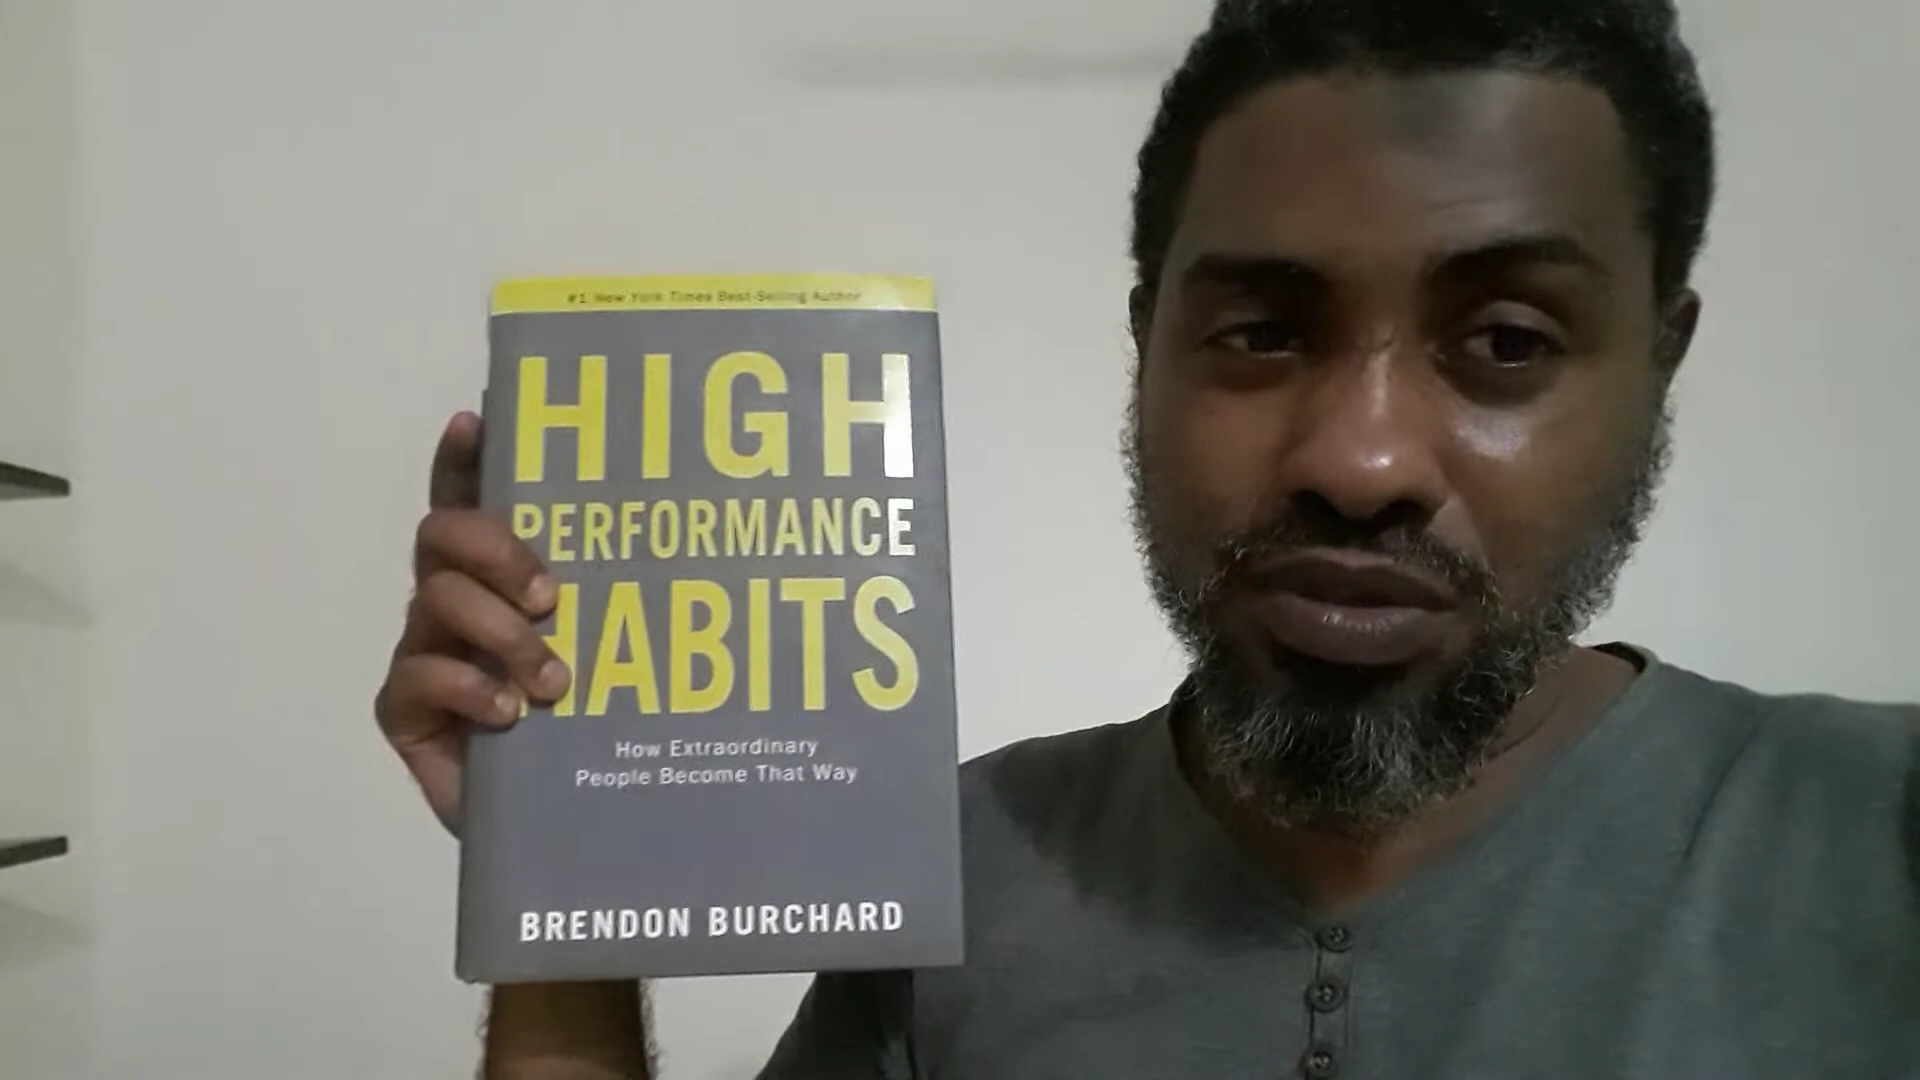 #1 New York Times Best-Selling Author
HIGH
PERFORMANCE
HABITS
How Extraordinary
People Become That Way
BRENDON BURCHARD